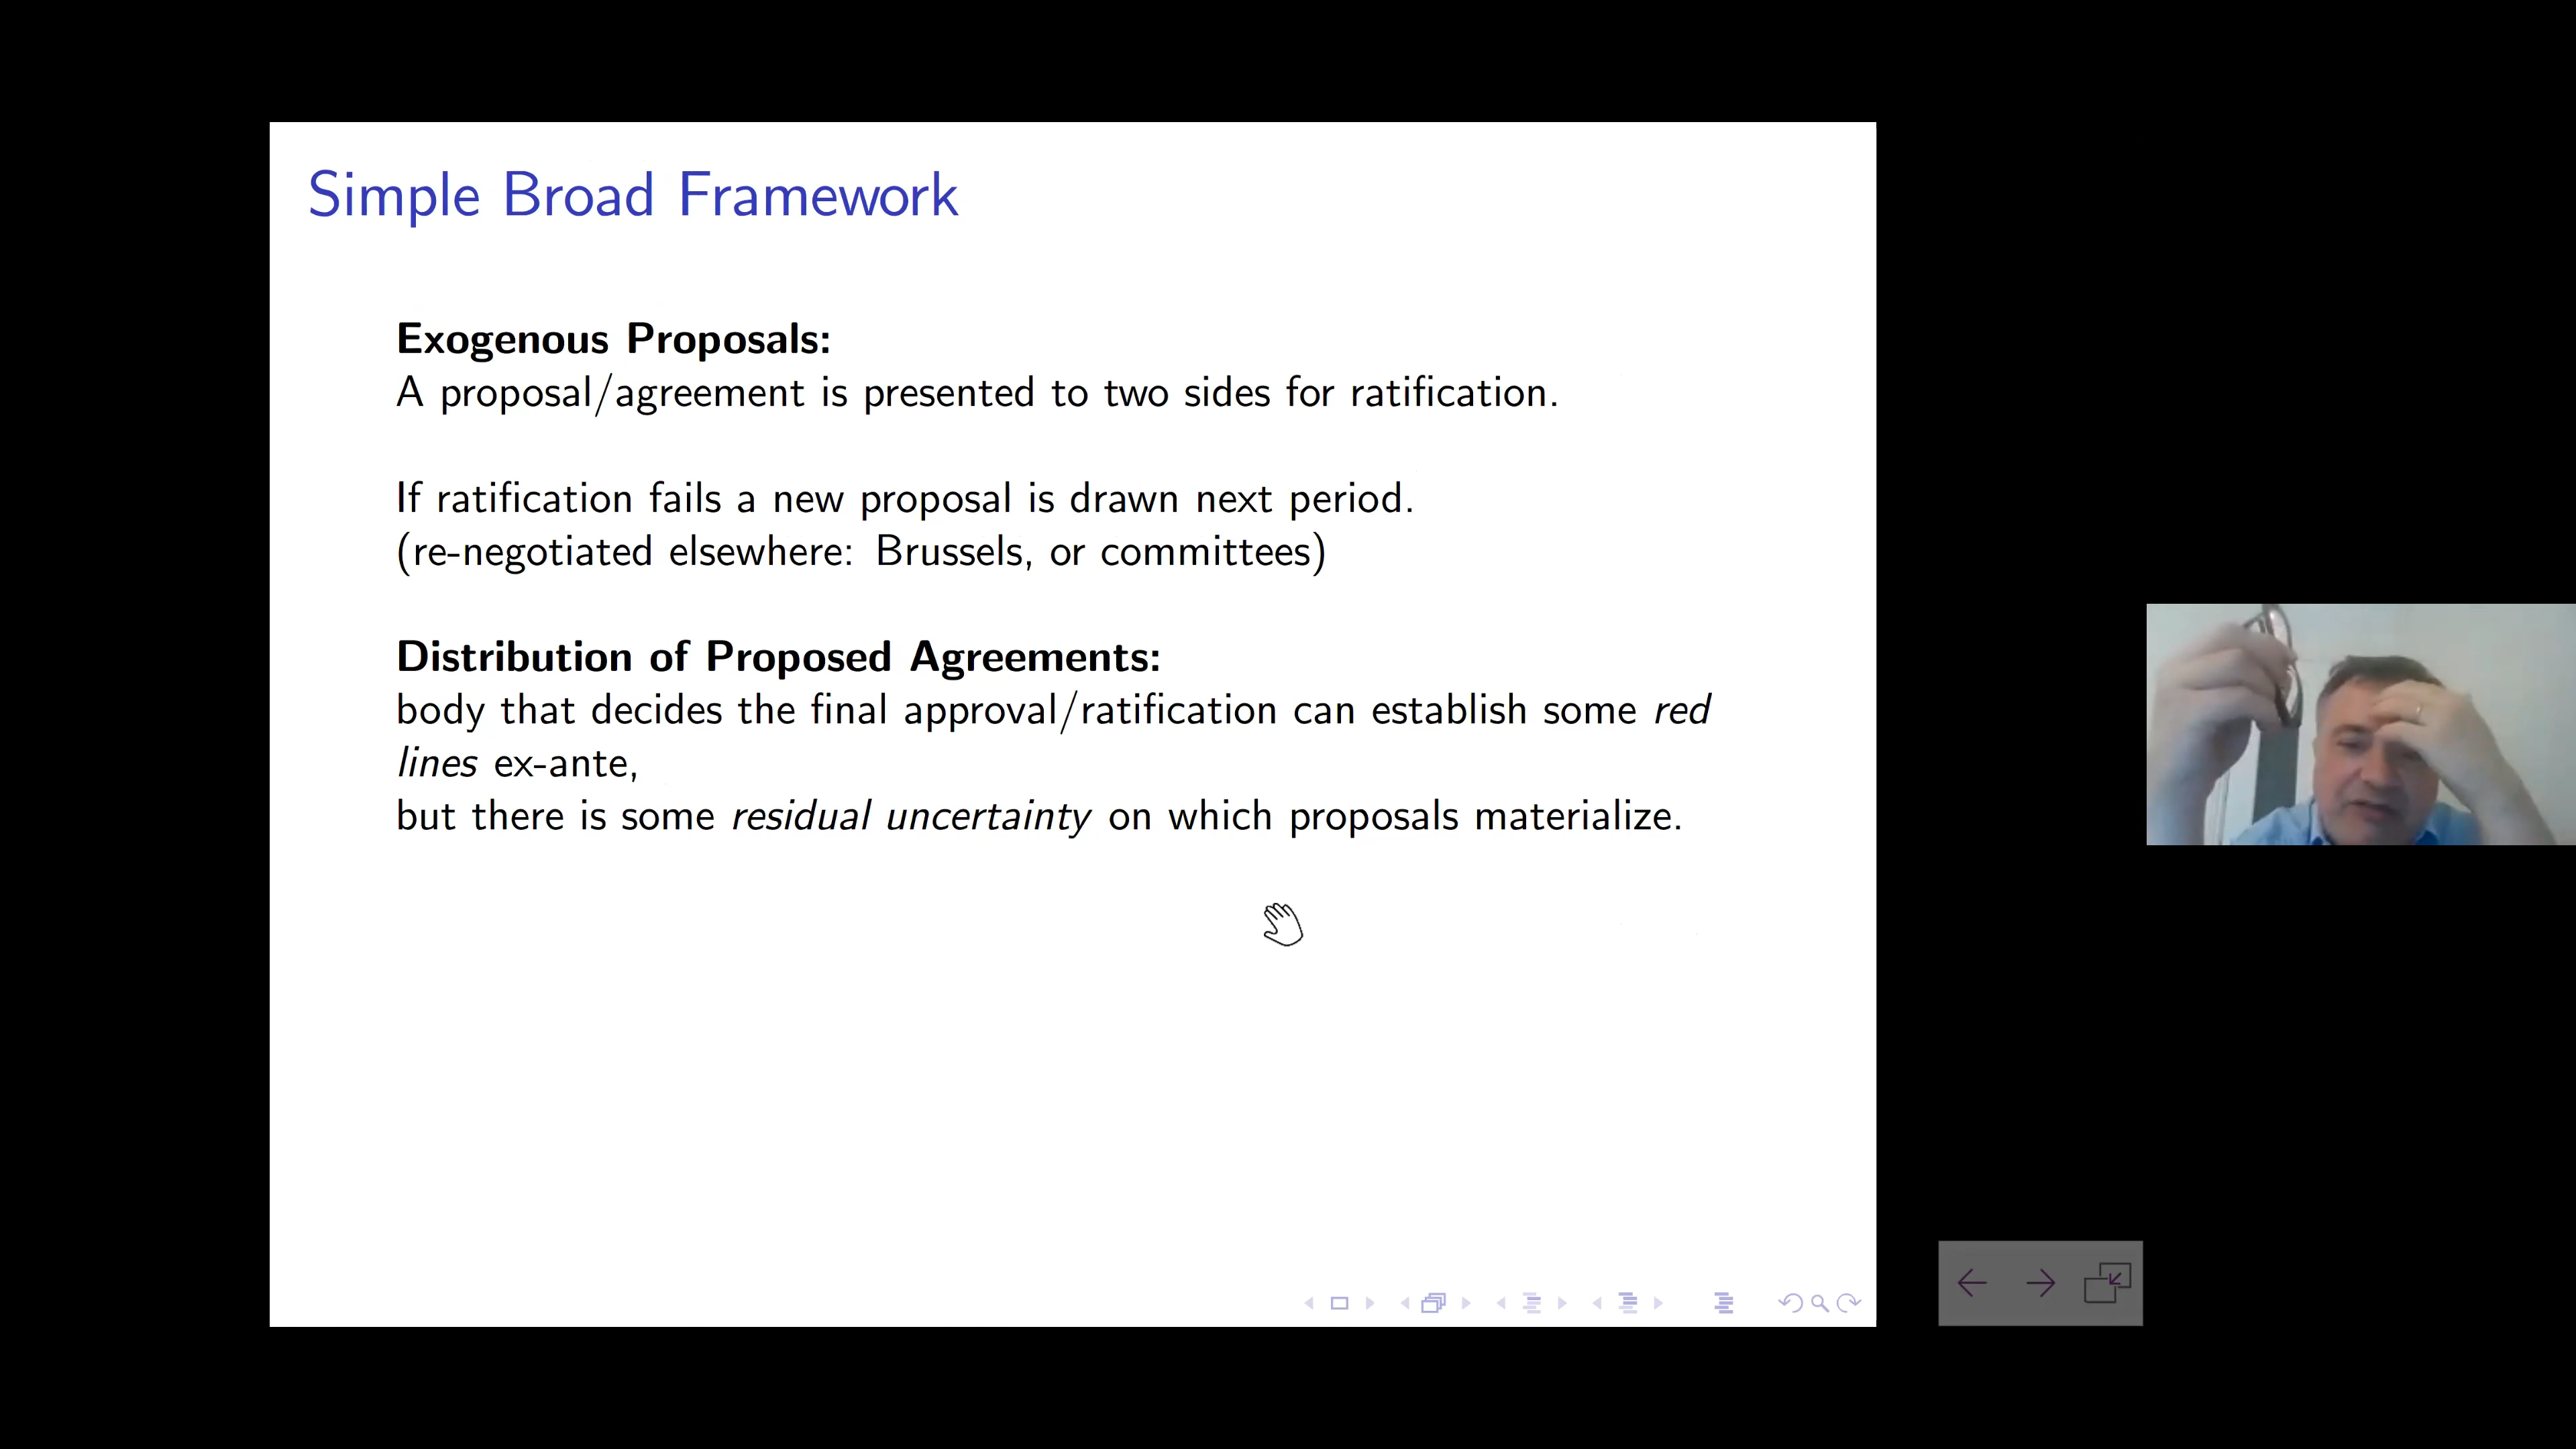 Simple Broad Framework
Exogenous Proposals:
A proposal/agreement is presented to two sides for ratification.
If ratification fails a new proposal is drawn next period.
(re-negotiated elsewhere: Brussels, or committees)
Distribution of Proposed Agreements:
body that decides the final approval/ratification can establish some red
lines ex-ante,
but there is some residual uncertainty on which proposals materialize.